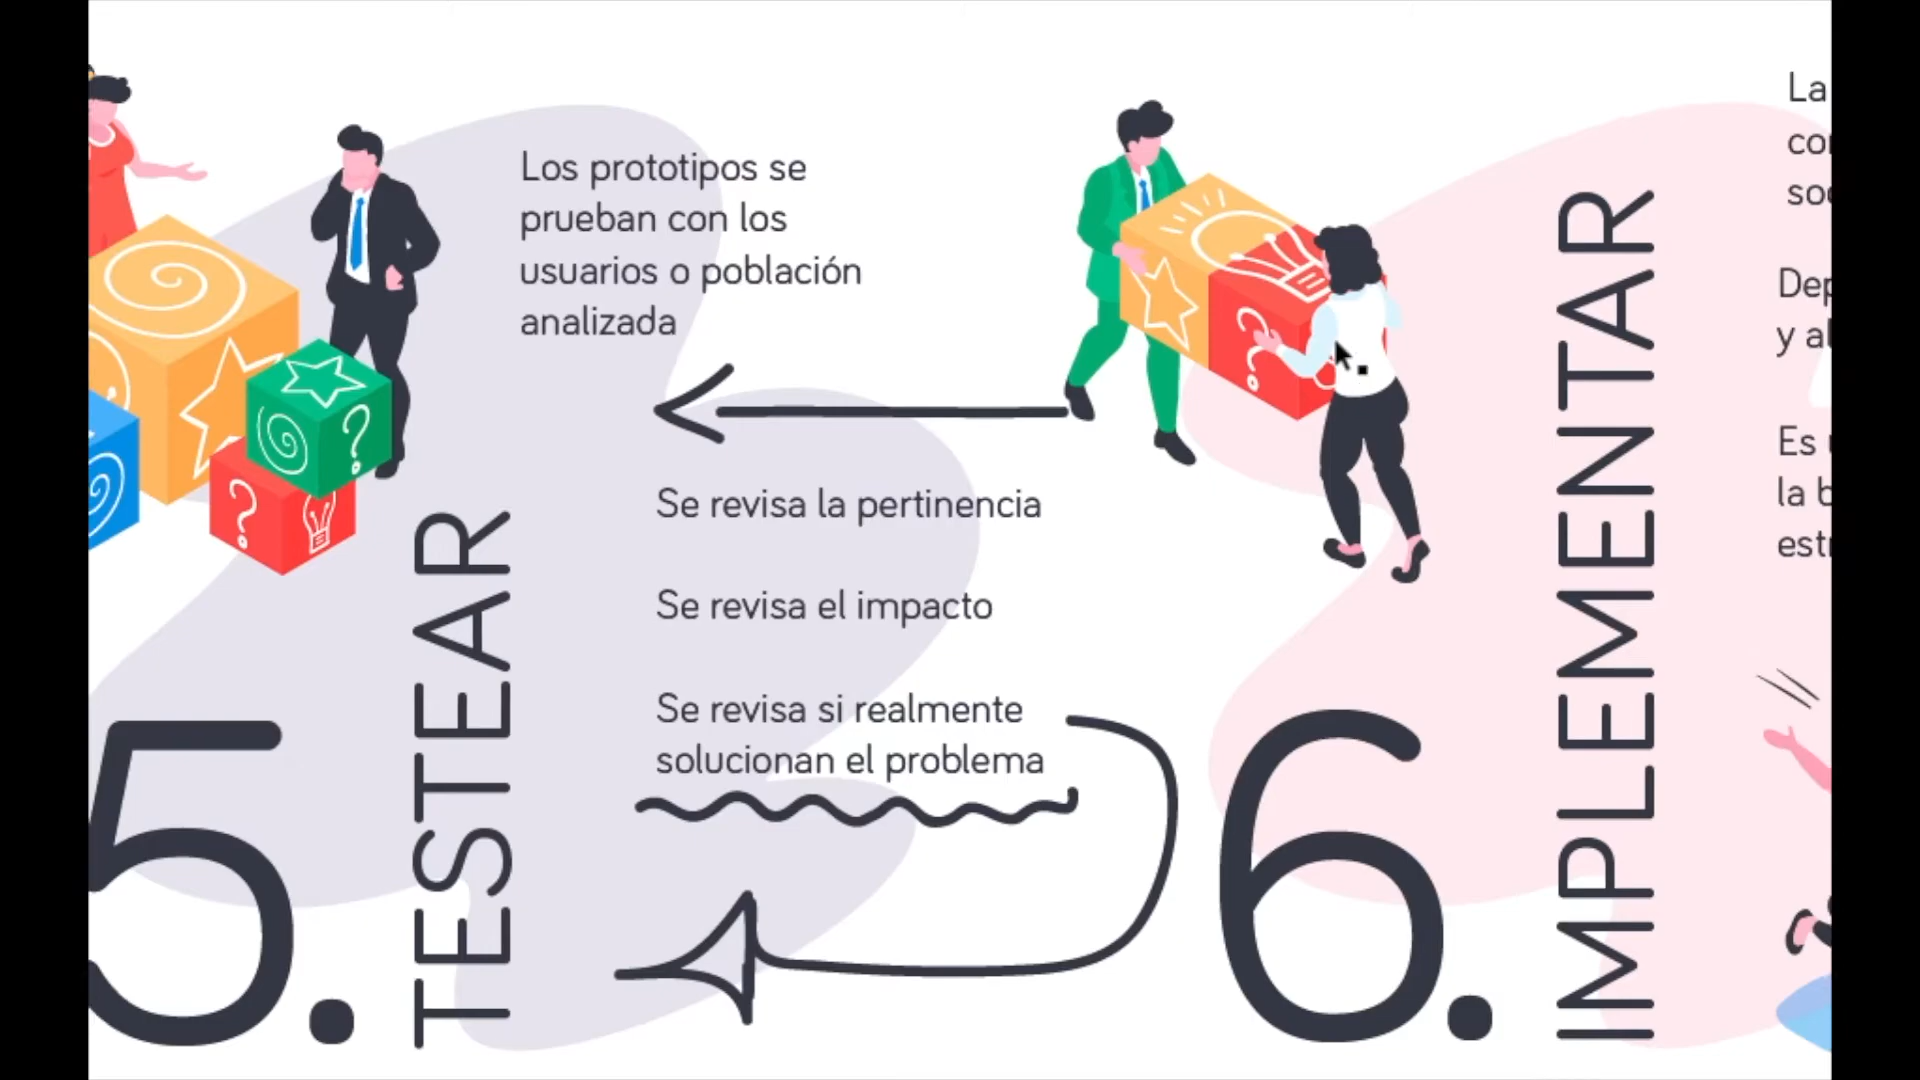 Los prototipos se
prueban con los
usuarios o población
analizada
Se revisa la pertinencia
Se revisa el impacto
Se revisa si realmente
solucionan el problema
5.
TESTEAR
6.
IMPLEMENTAR
La
y
Es
la